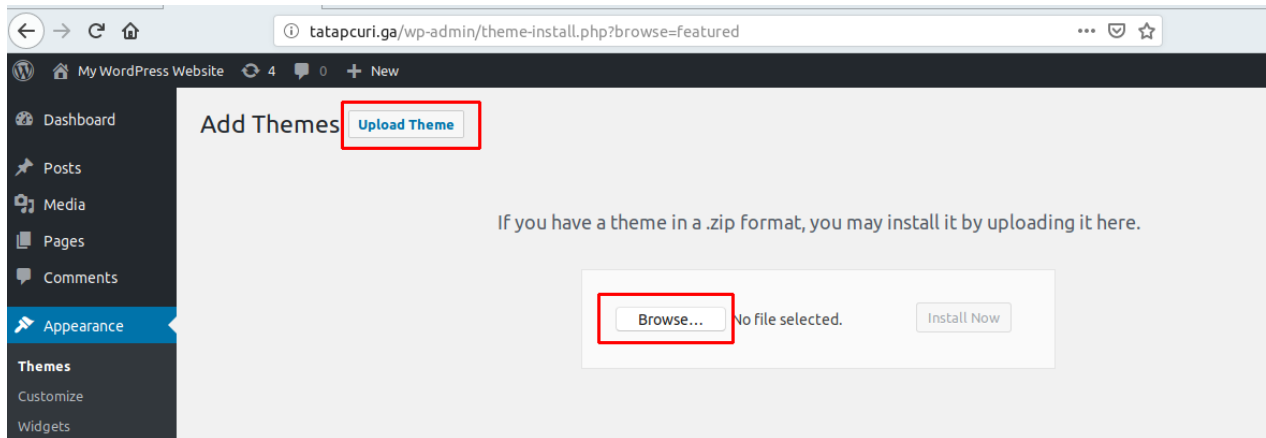 tatapcuri.ga/wp-admin/theme-install.php?browse=featured
My WordPress Website 4 0 + New
Dashboard
Add Themes Upload Theme
Posts
Media
If you have a theme in a .zip format, you may install it by uploading it here.
Pages
Comments
Browse... No file selected. Install Now
Appearance
Themes
Customize
Widgets